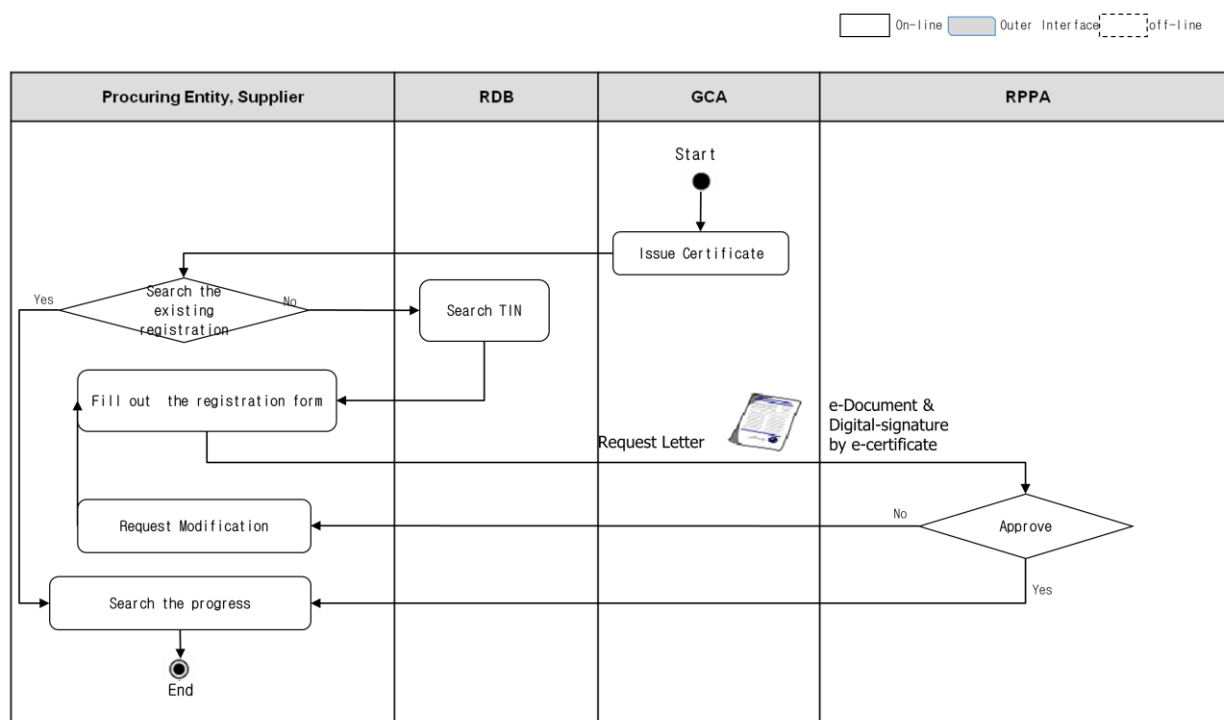 On-line
Outer Interface
off-line
Procuring Entity, Supplier
RDB
GCA
RPPA
Start
Issue Certificate
Yes
Search the
existing
registration
No
Search TIN
Fill out the registration form
Request Letter
e-Document &
Digital-signature
by e-certificate
Request Modification
No
Approve
Yes
Search the progress
End